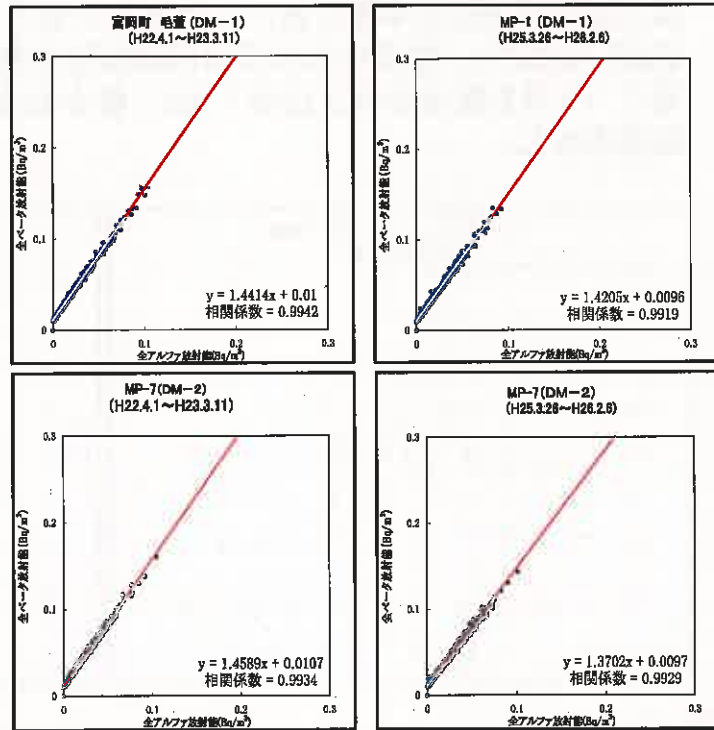 富岡町 毛萱 (DM-1)
(H22.4.1~H23.3.11)
0.3
0.2
0.1
0
全ベータ放射能(Bq/m³)
y = 1.4414x + 0.01
相関係数 = 0.9942
0
0.1
0.2
0.3
全アルファ放射能(Bq/m³)
MP-1 (DM-1)
(H25.3.26~H26.2.6)
0.3
0.2
0.1
0
全ベータ放射能(Bq/m³)
y = 1.4205x + 0.0096
相関係数 = 0.9919
0
0.1
0.2
0.3
全アルファ放射能(Bq/m³)
MP-7(DM-2)
(H22.4.1~H23.3.11)
0.3
0.2
0.1
0
全ベータ放射能(Bq/m³)
y = 1.4589x + 0.0107
相関係数 = 0.9934
0
0.1
0.2
0.3
全アルファ放射能(Bq/m³)
MP-7(DM-2)
(H25.3.26~H26.2.6)
0.3
0.2
0.1
0
全ベータ放射能(Bq/m³)
y = 1.3702x + 0.0097
相関係数 = 0.9929
0
0.1
0.2
0.3
全アルファ放射能(Bq/m³)